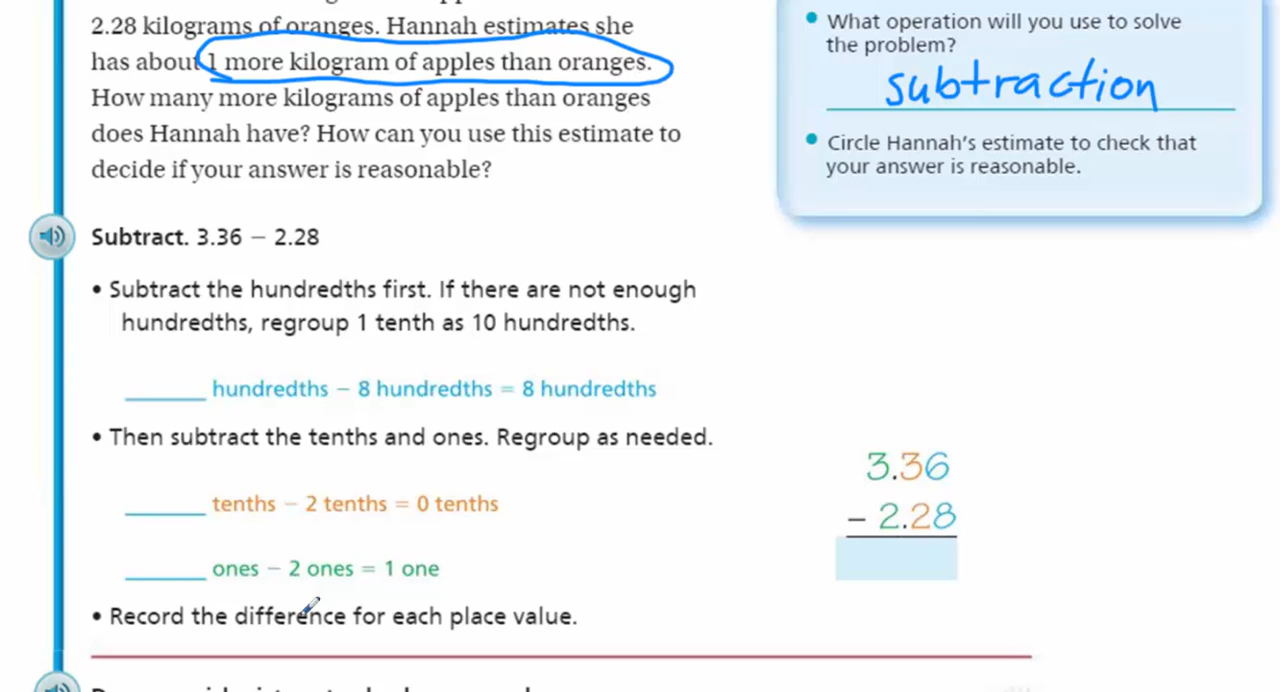 2.28 kilograms of oranges. Hannah estimates she
has about 1 more kilogram of apples than oranges.
How many more kilograms of apples than oranges
does Hannah have? How can you use this estimate to
decide if your answer is reasonable?
• What operation will you use to solve
the problem?
subtraction
• Circle Hannah's estimate to check that
your answer is reasonable.
Subtract. 3.36 − 2.28
• Subtract the hundredths first. If there are not enough
hundredths, regroup 1 tenth as 10 hundredths.
______ hundredths − 8 hundredths = 8 hundredths
• Then subtract the tenths and ones. Regroup as needed.
______ tenths − 2 tenths = 0 tenths
______ ones − 2 ones = 1 one
• Record the difference for each place value.
3.36
− 2.28